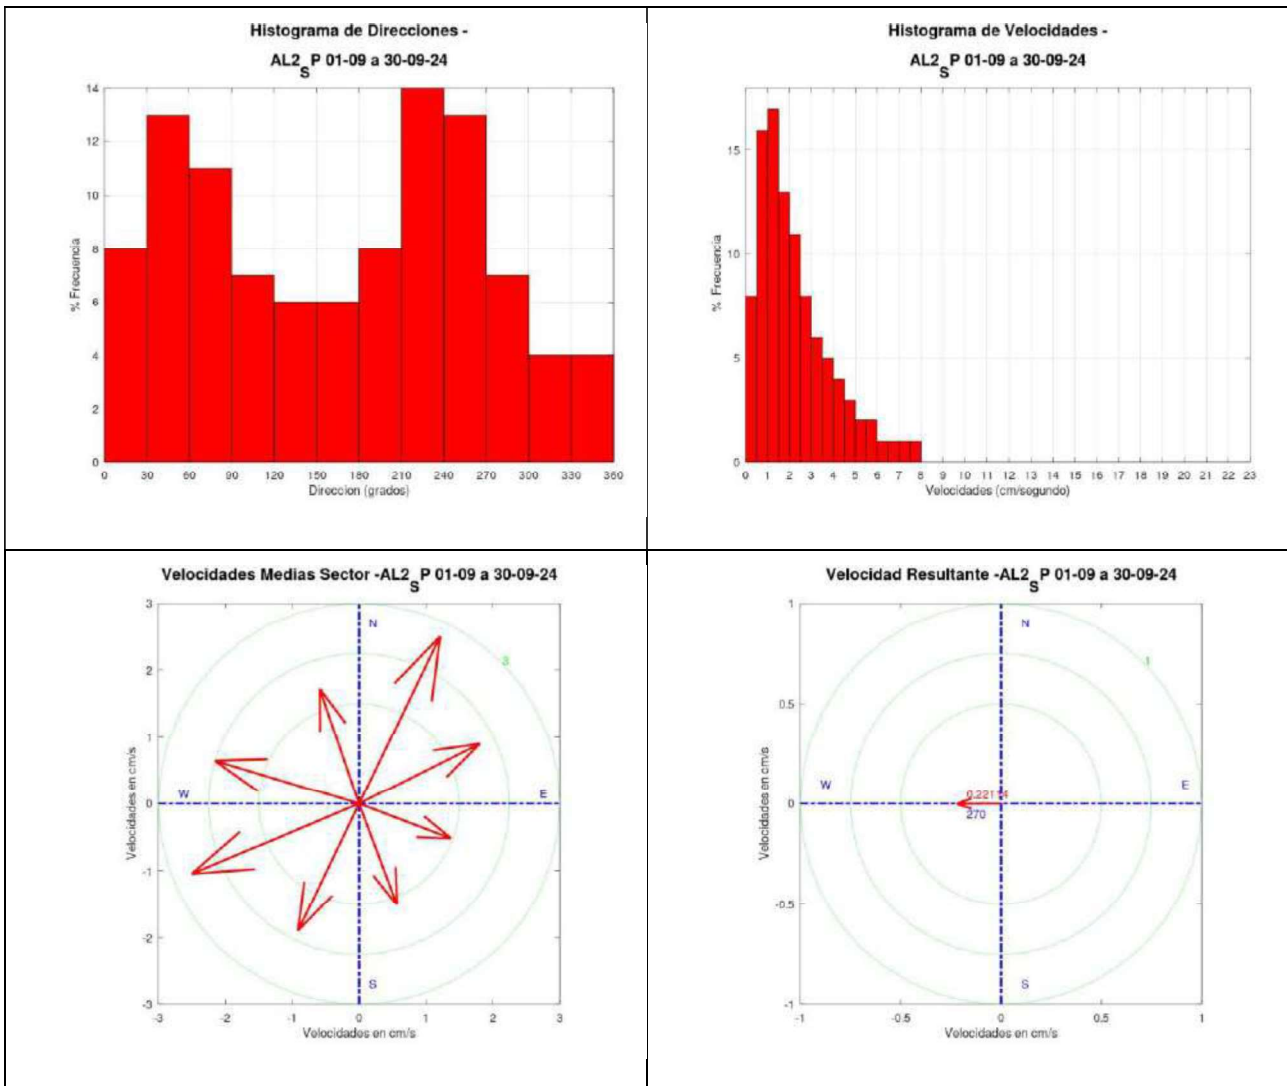 Histograma de Direcciones -
AL2_SP 01-09 a 30-09-24
14
12
10
8
6
4
2
0
% Frecuencia
0 30 60 90 120 150 180 210 240 270 300 330 360
Direccion (grados)
Histograma de Velocidades -
AL2_SP 01-09 a 30-09-24
15
10
5
0
% Frecuencia
0 1 2 3 4 5 6 7 8 9 10 11 12 13 14 15 16 17 18 19 20 21 22 23
Velocidades (cm/segundo)
Velocidades Medias Sector -AL2_SP 01-09 a 30-09-24
3
2
1
0
-1
-2
-3
Velocidades en cm/s
N
3
W
E
S
-3 -2 -1 0 1 2 3
Velocidades en cm/s
Velocidad Resultante -AL2_SP 01-09 a 30-09-24
1
0.5
0
-0.5
-1
Velocidades en cm/s
N
1
W
E
0.22114
270
S
-1 -0.5 0 0.5 1
Velocidades en cm/s